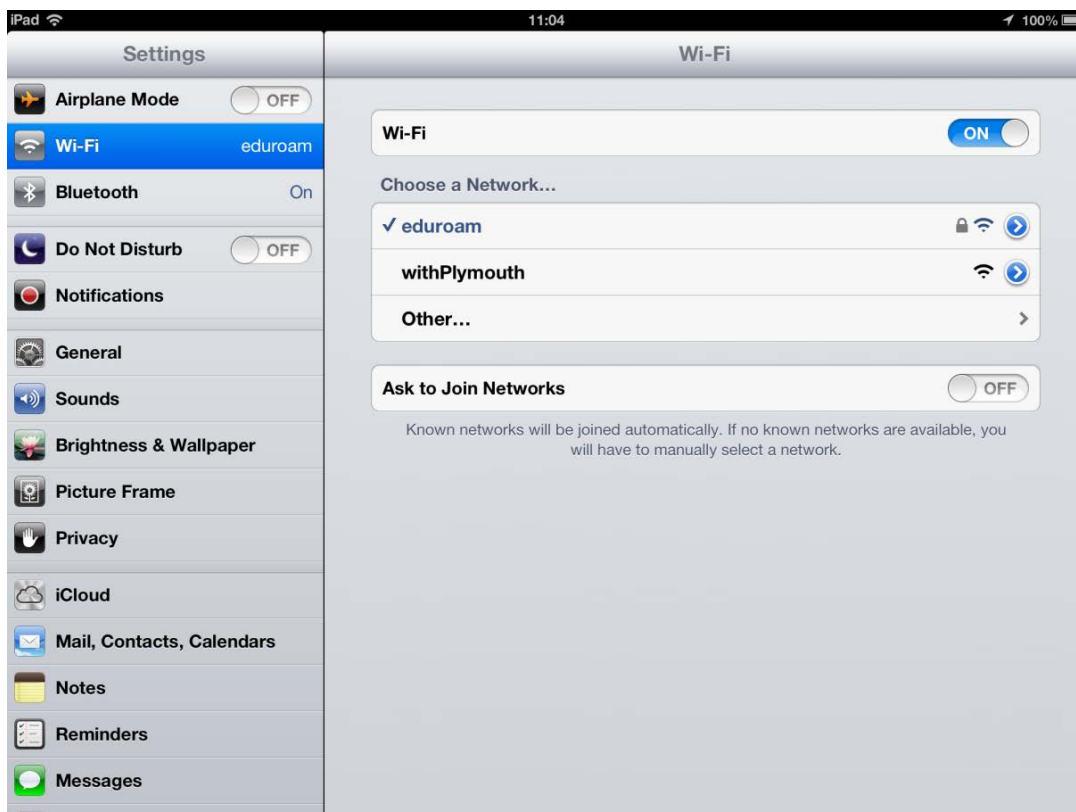 iPad 11:04 100%
Settings
Wi-Fi
Airplane Mode OFF
Wi-Fi eduroam
Bluetooth On
Do Not Disturb OFF
Notifications
General
Sounds
Brightness & Wallpaper
Picture Frame
Privacy
iCloud
Mail, Contacts, Calendars
Notes
Reminders
Messages
Wi-Fi ON
Choose a Network...
✓ eduroam
withPlymouth
Other...
Ask to Join Networks OFF
Known networks will be joined automatically. If no known networks are available, you
will have to manually select a network.